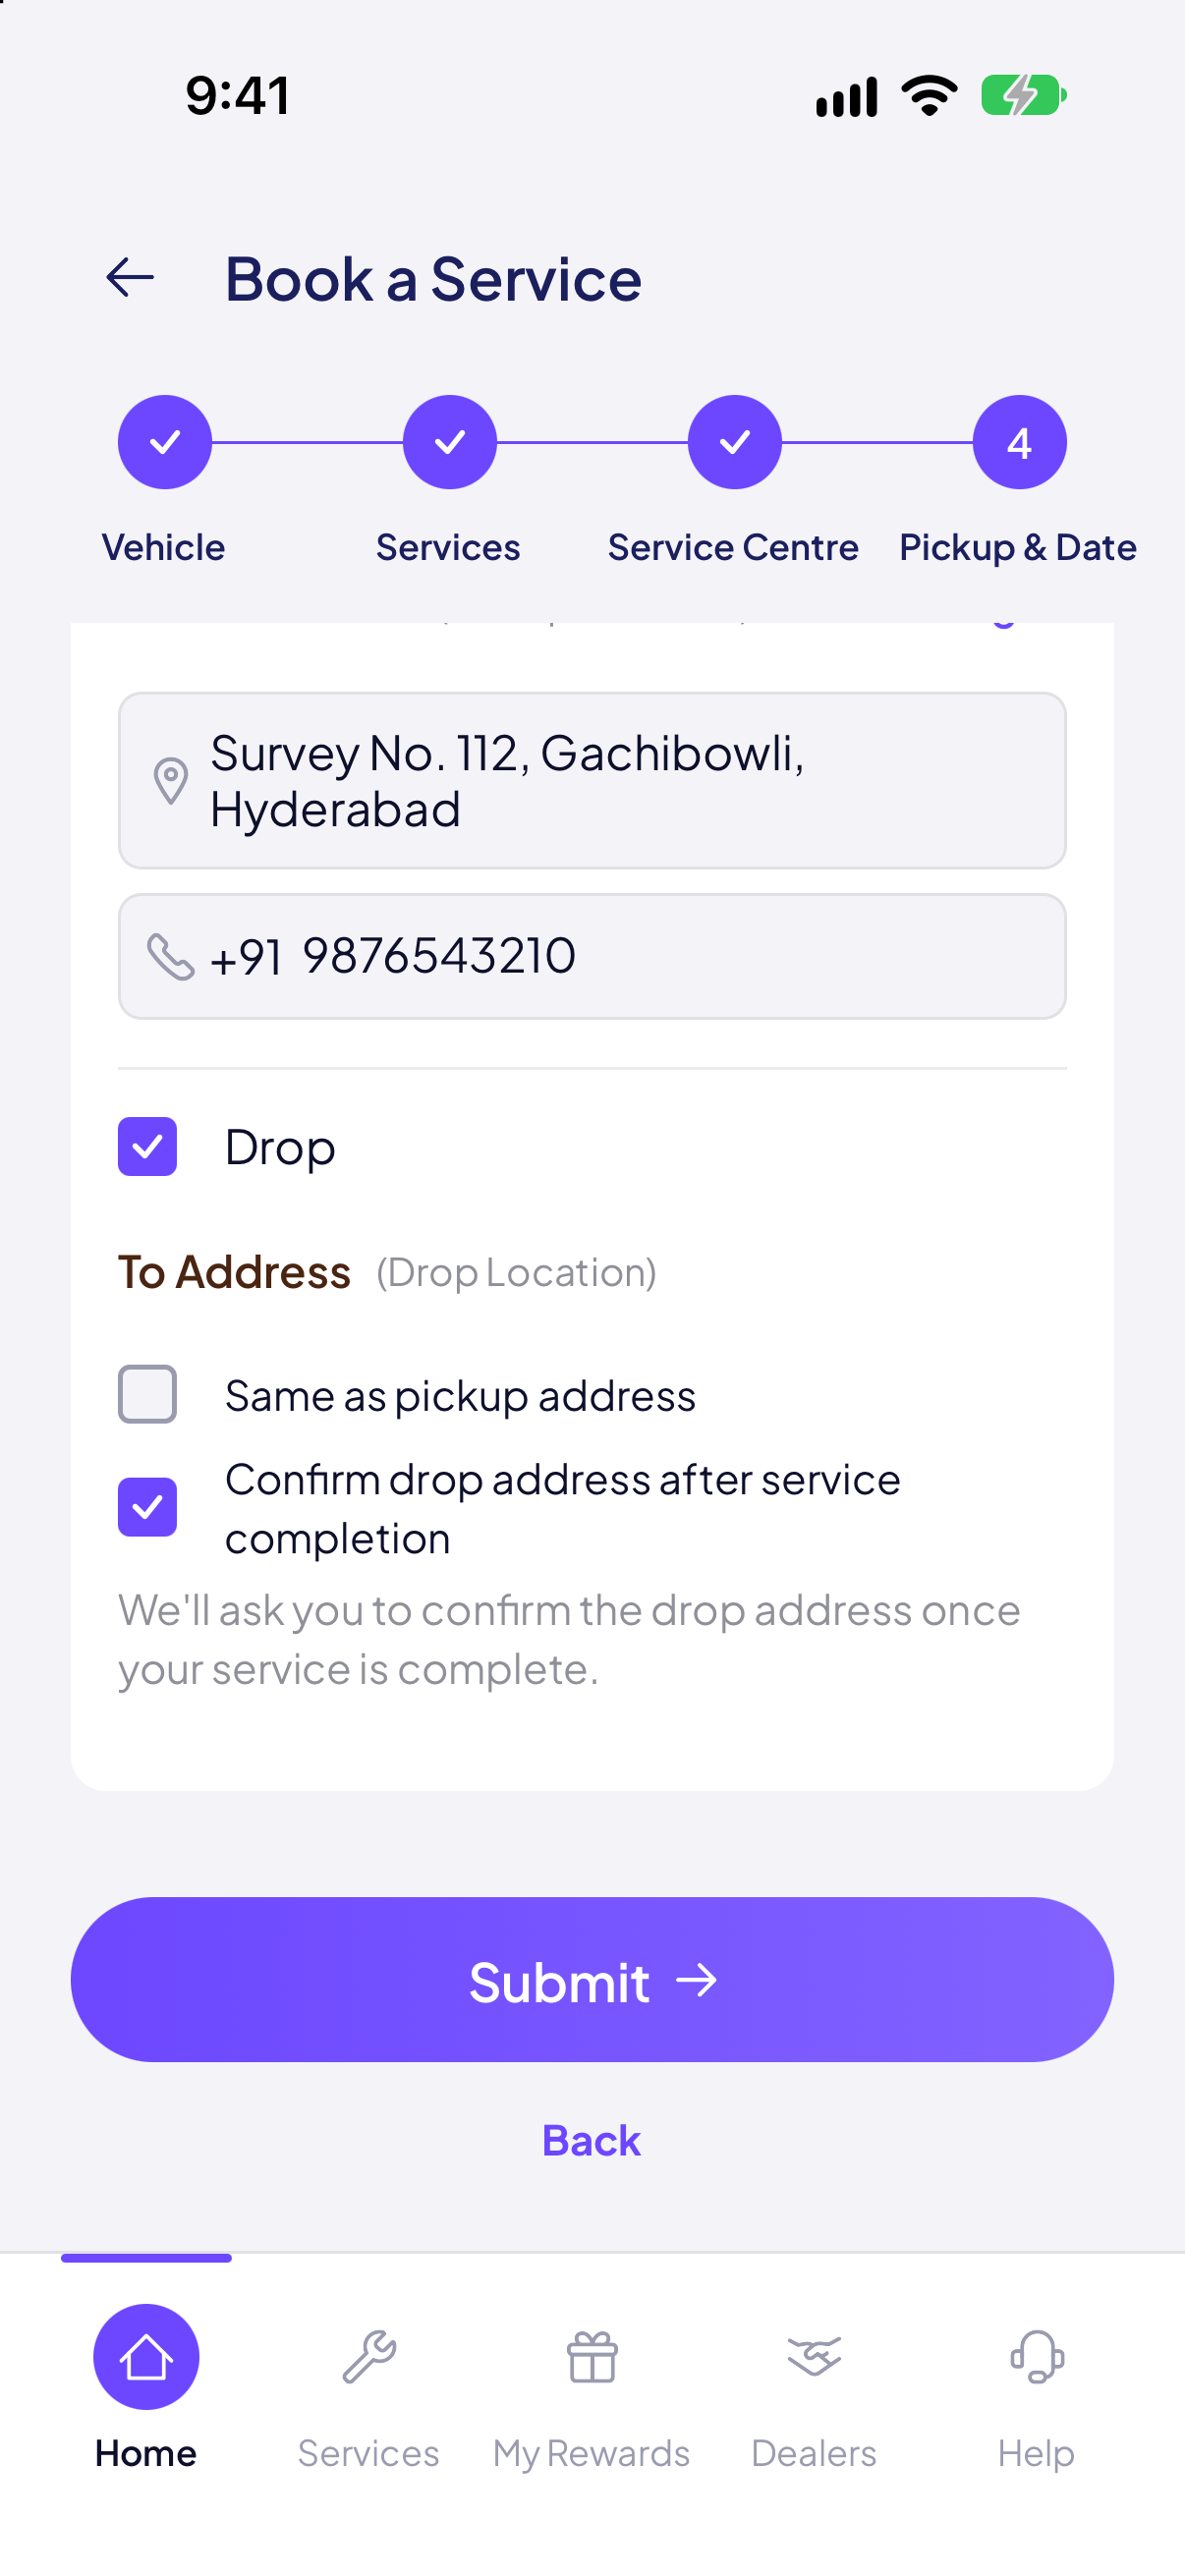 9:41
Book a Service
4
Vehicle Services Service Centre Pickup & Date
Survey No. 112, Gachibowli,
Hyderabad
+91 9876543210
Drop
To Address (Drop Location)
Same as pickup address
Confirm drop address after service
completion
We'll ask you to confirm the drop address once
your service is complete.
Submit
Back
Home Services My Rewards Dealers Help